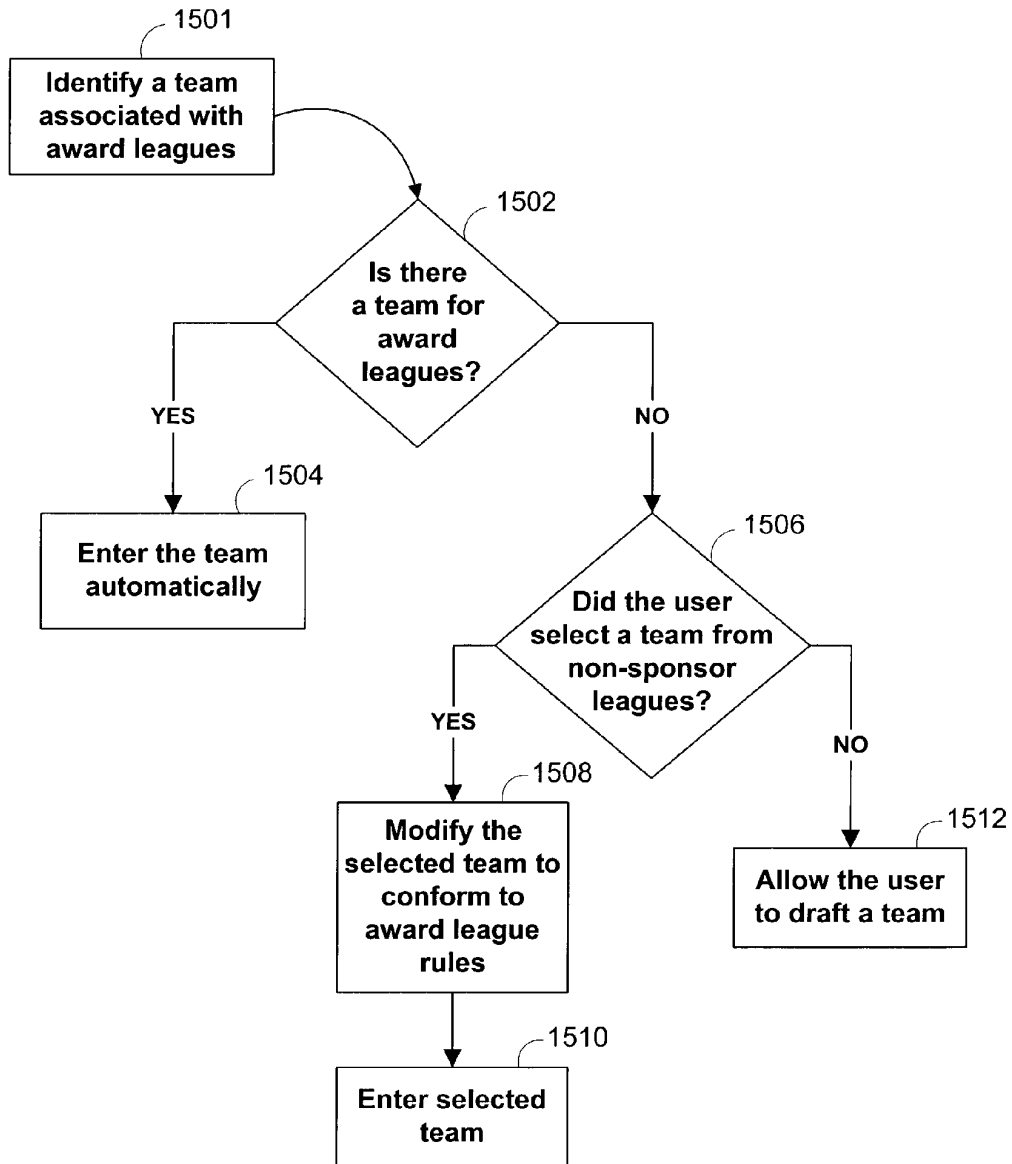 1501
Identify a team
associated with
award leagues
1502
Is there
a team for
award
leagues?
YES
NO
1504
Enter the team
automatically
1506
Did the user
select a team from
non-sponsor
leagues?
YES
NO
1508
Modify the
selected team to
conform to
award league
rules
1512
Allow the user
to draft a team
1510
Enter selected
team